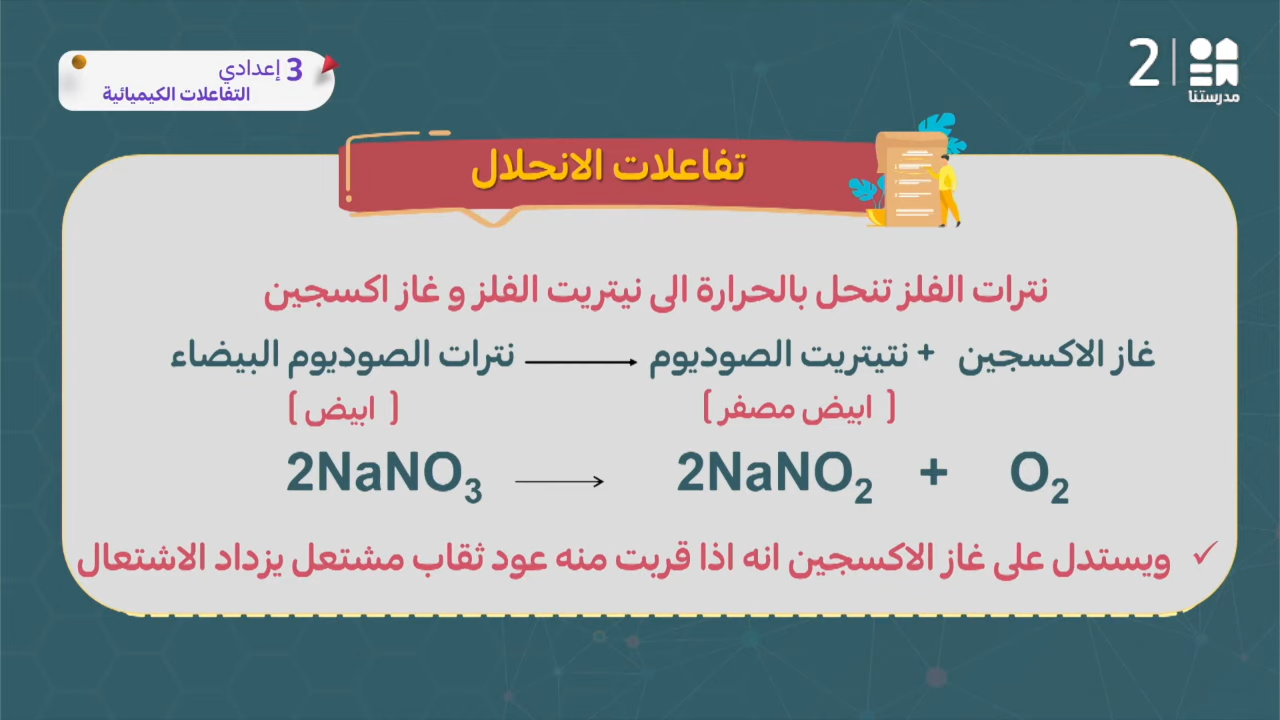 3 إعدادي
التفاعلات الكيميائية
2
مدرستنا
تفاعلات الانحلال
نترات الفلز تنحل بالحرارة الى نيتريت الفلز و غاز اكسجين
نترات الصوديوم البيضاء ⟶ نتيتريت الصوديوم + غاز الاكسجين
[ ابيض ] [ ابيض مصفر ]
2NaNO₃ ⟶ 2NaNO₂ + O₂
✓ ويستدل على غاز الاكسجين انه اذا قربت منه عود ثقاب مشتعل يزداد الاشتعال